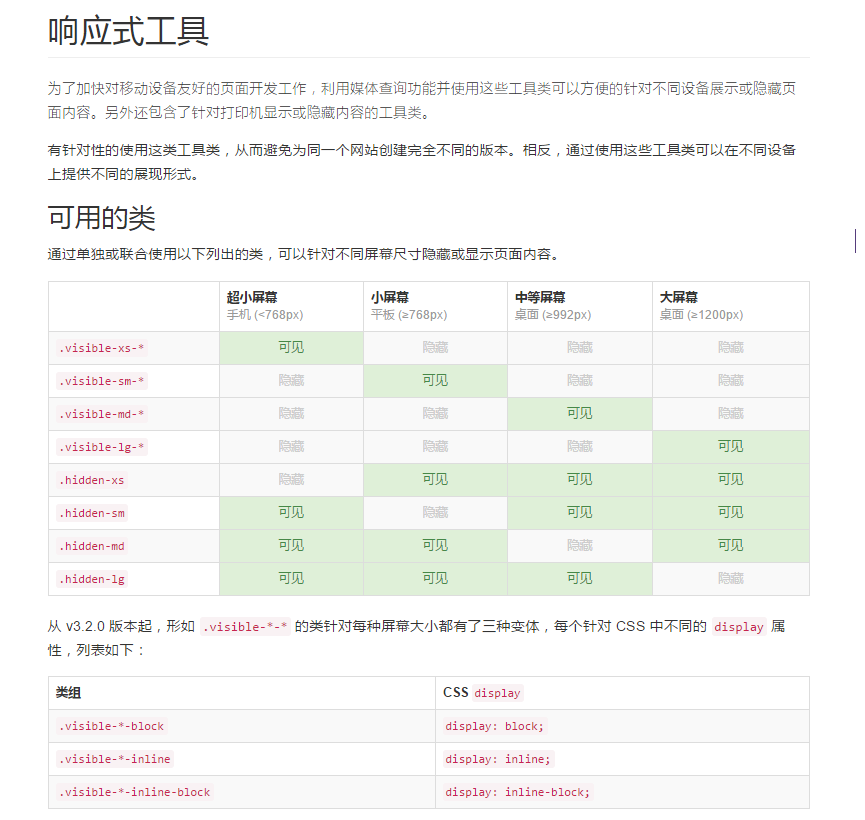 响应式工具
为了加快对移动设备友好的页面开发工作，利用媒体查询功能并使用这些工具类可以方便的针对不同设备展示或隐藏页
面内容。另外还包含了针对打印机显示或隐藏内容的工具类。
有针对性的使用这类工具类，从而避免为同一个网站创建完全不同的版本。相反，通过使用这些工具类可以在不同设备
上提供不同的展现形式。
可用的类
通过单独或联合使用以下列出的类，可以针对不同屏幕尺寸隐藏或显示页面内容。
超小屏幕 小屏幕 中等屏幕 大屏幕
手机 (<768px) 平板 (≥768px) 桌面 (≥992px) 桌面 (≥1200px)
.visible-xs-* 可见 隐藏 隐藏 隐藏
.visible-sm-* 隐藏 可见 隐藏 隐藏
.visible-md-* 隐藏 隐藏 可见 隐藏
.visible-lg-* 隐藏 隐藏 隐藏 可见
.hidden-xs 隐藏 可见 可见 可见
.hidden-sm 可见 隐藏 可见 可见
.hidden-md 可见 可见 隐藏 可见
.hidden-lg 可见 可见 可见 隐藏
从 v3.2.0 版本起，形如 .visible-*-* 的类针对每种屏幕大小都有了三种变体，每个针对 CSS 中不同的 display 属
性，列表如下：
类组 CSS display
.visible-*-block display: block;
.visible-*-inline display: inline;
.visible-*-inline-block display: inline-block;